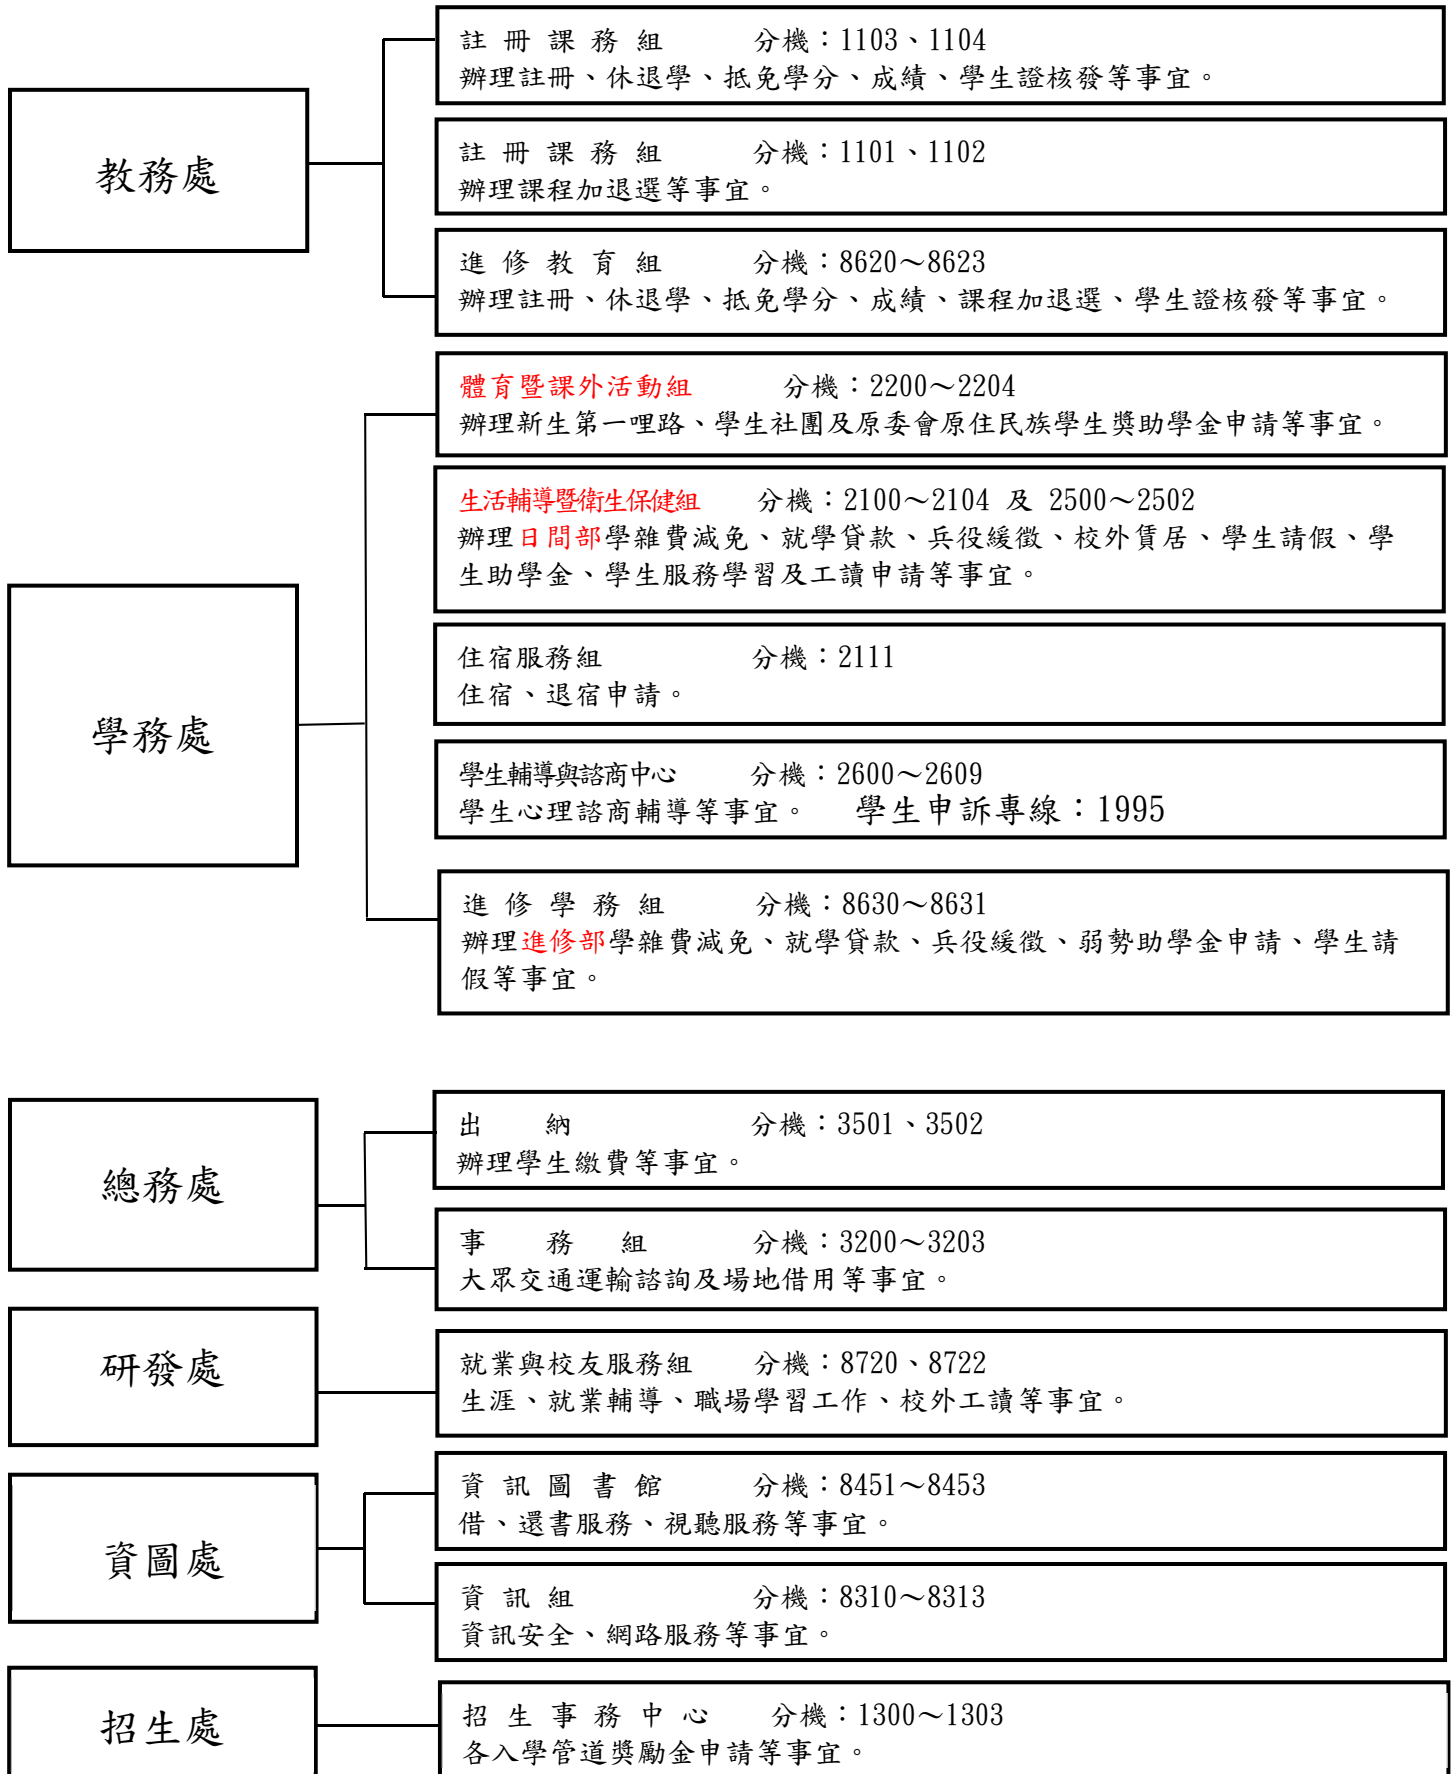 教務處
註冊課務組 分機：1103、1104
辦理註冊、休退學、抵免學分、成績、學生證核發等事宜。
註冊課務組 分機：1101、1102
辦理課程加退選等事宜。
進修教育組 分機：8620～8623
辦理註冊、休退學、抵免學分、成績、課程加退選、學生證核發等事宜。
學務處
體育暨課外活動組 分機：2200～2204
辦理新生第一哩路、學生社團及原委會原住民族學生獎助學金申請等事宜。
生活輔導暨衛生保健組 分機：2100～2104 及 2500～2502
辦理日間部學雜費減免、就學貸款、兵役緩徵、校外賃居、學生請假、學
生助學金、學生服務學習及工讀申請等事宜。
住宿服務組 分機：2111
住宿、退宿申請。
學生輔導與諮商中心 分機：2600～2609
學生心理諮商輔導等事宜。 學生申訴專線：1995
進修學務組 分機：8630～8631
辦理進修部學雜費減免、就學貸款、兵役緩徵、弱勢助學金申請、學生請
假等事宜。
總務處
出納 分機：3501、3502
辦理學生繳費等事宜。
事務組 分機：3200～3203
大眾交通運輸諮詢及場地借用等事宜。
研發處
就業與校友服務組 分機：8720、8722
生涯、就業輔導、職場學習工作、校外工讀等事宜。
資圖處
資訊圖書館 分機：8451～8453
借、還書服務、視聽服務等事宜。
資訊組 分機：8310～8313
資訊安全、網路服務等事宜。
招生處
招生事務中心 分機：1300～1303
各入學管道獎勵金申請等事宜。